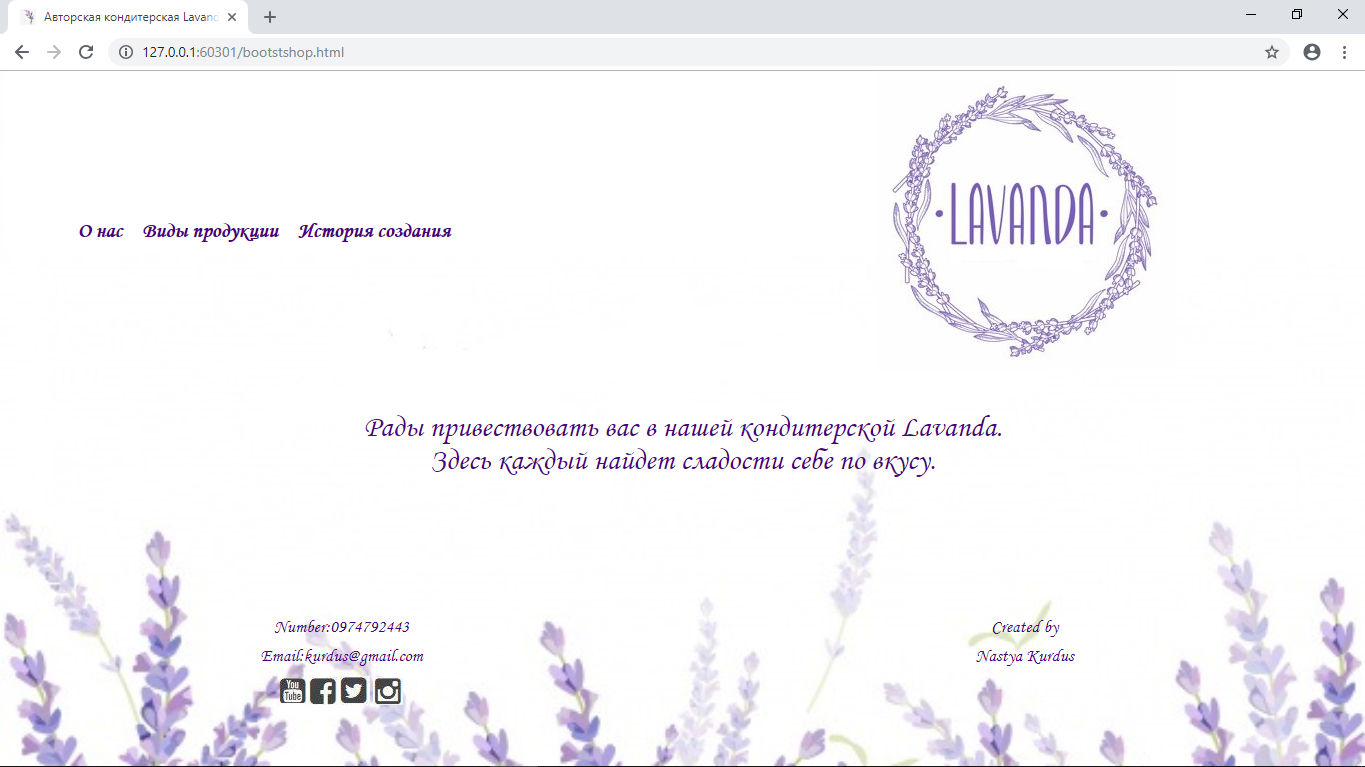 Авторская кондитерская Lavand
127.0.0.1:60301/bootstshop.html
О нас Виды продукции История создания
·LAVANDA·
Рады привествовать вас в нашей кондитерской Lavanda.
Здесь каждый найдет сладости себе по вкусу.
Number:0974792443
Email:kurdus@gmail.com
You Tube
Created by
Nastya Kurdus